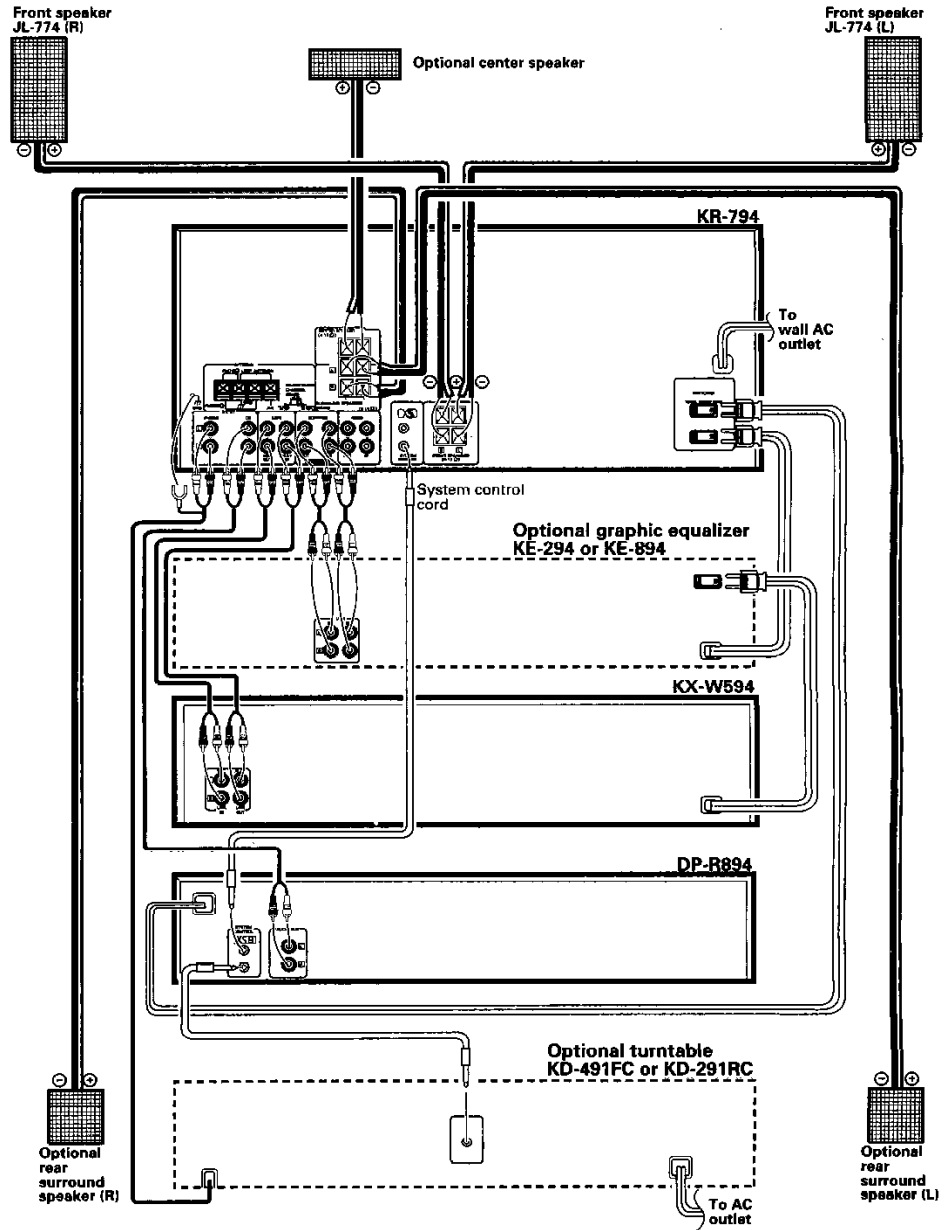 Front speaker
JL-774 (R)
Front speaker
JL-774 (L)
Optional center speaker
⊕ ⊖
⊖ ⊕
⊕ ⊖
KR-794
To
wall AC
outlet
⊖ ⊕ ⊖
System control
cord
Optional graphic equalizer
KE-294 or KE-894
KX-W594
DP-R894
Optional turntable
KD-491FC or KD-291RC
⊖ ⊕
⊖ ⊕
Optional
rear
surround
speaker (R)
Optional
rear
surround
speaker (L)
To AC
outlet